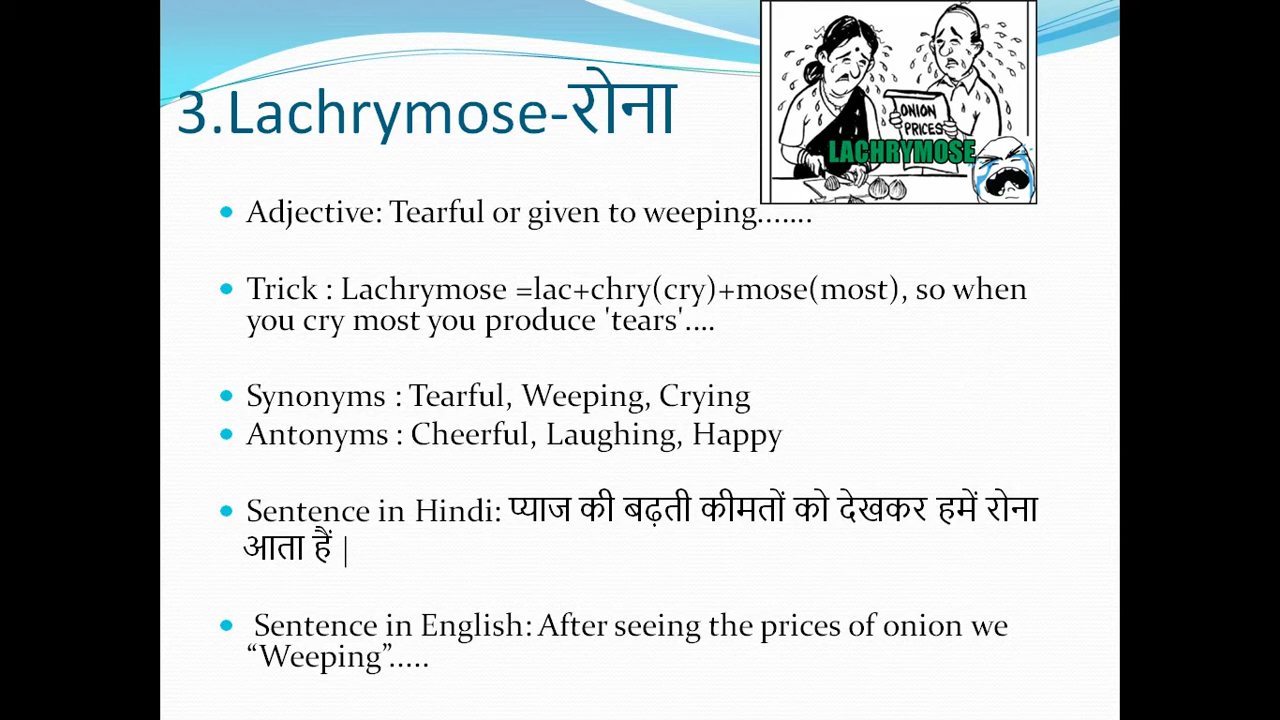 3.Lachrymose-रोना
ONION
PRICES
LACHRYMOSE
Adjective: Tearful or given to weeping.......
Trick : Lachrymose =lac+chry(cry)+mose(most), so when
you cry most you produce 'tears'....
Synonyms : Tearful, Weeping, Crying
Antonyms : Cheerful, Laughing, Happy
Sentence in Hindi: प्याज की बढ़ती कीमतों को देखकर हमें रोना
आता हैं |
Sentence in English: After seeing the prices of onion we
“Weeping”.....